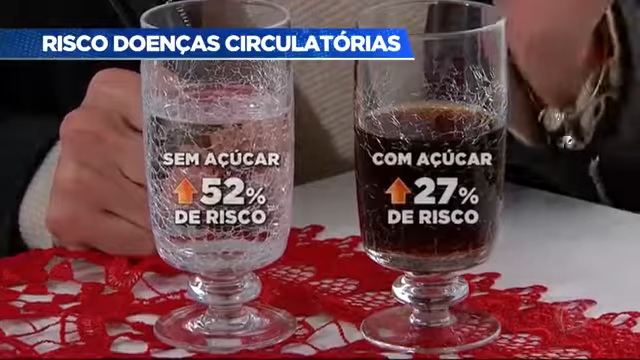 RISCO DOENÇAS CIRCULATÓRIAS
SEM AÇÚCAR
52%
DE RISCO
COM AÇÚCAR
27%
DE RISCO